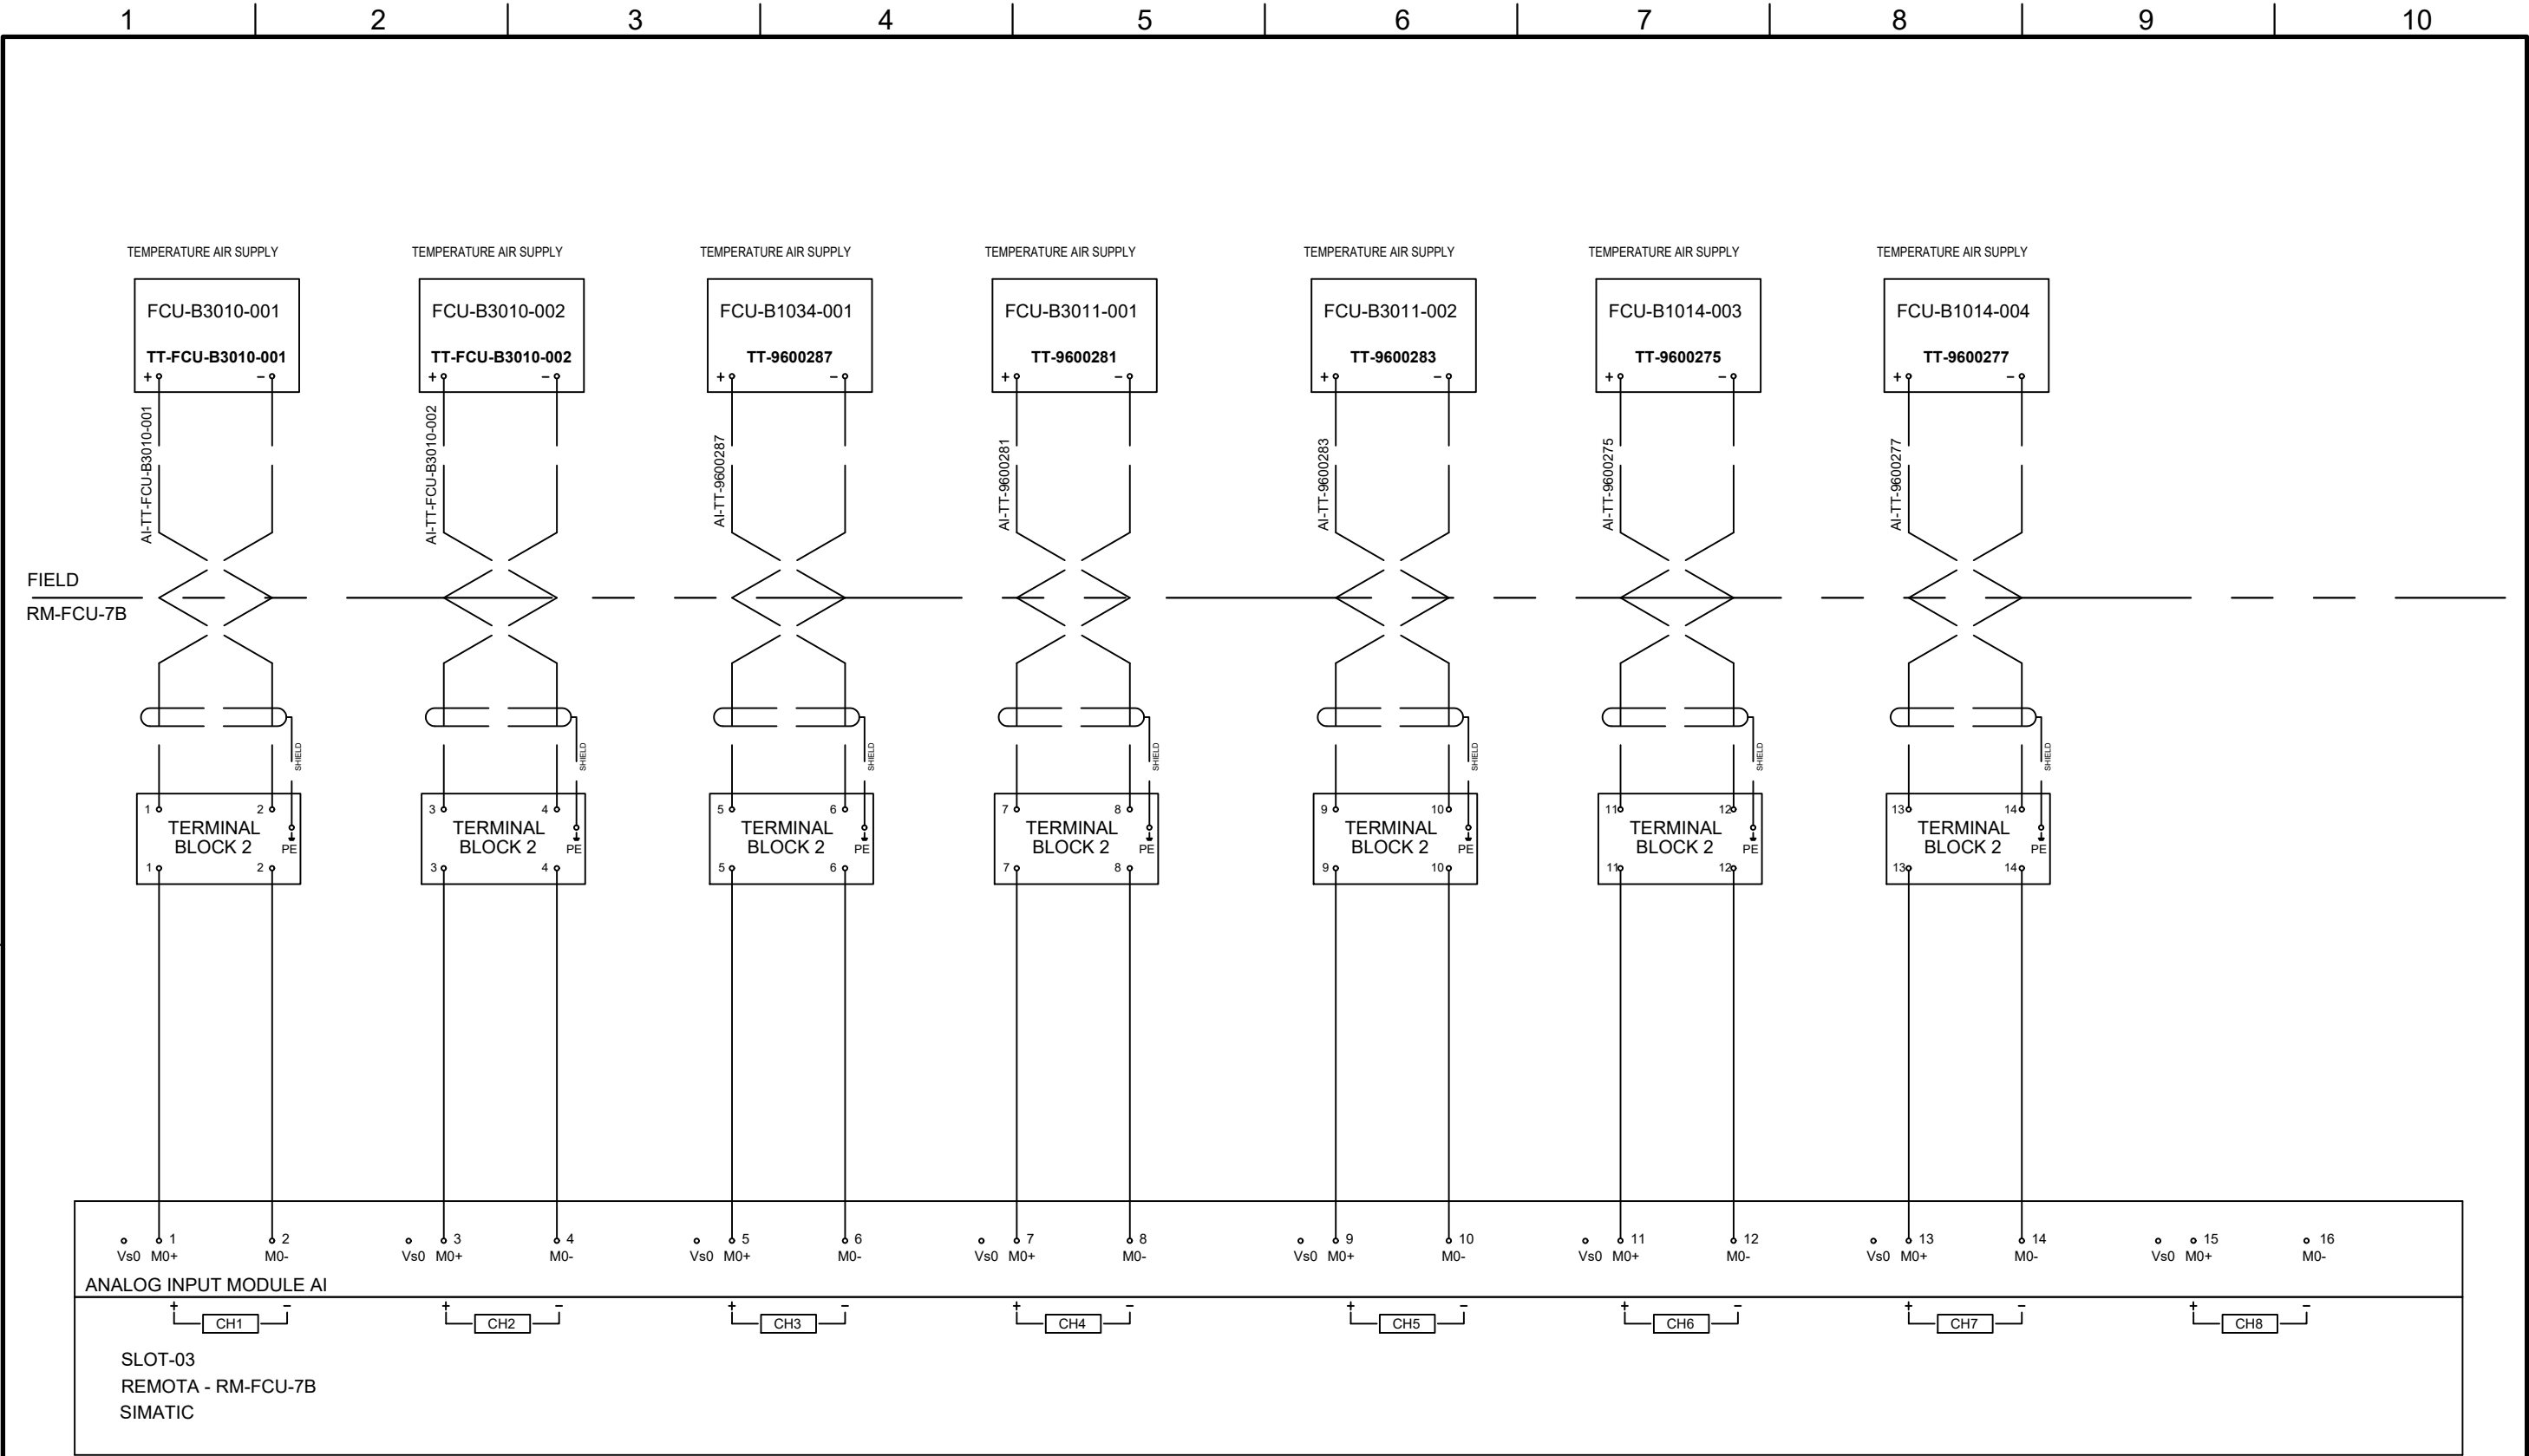 1 2 3 4 5 6 7 8 9 10
TEMPERATURE AIR SUPPLY TEMPERATURE AIR SUPPLY TEMPERATURE AIR SUPPLY TEMPERATURE AIR SUPPLY TEMPERATURE AIR SUPPLY TEMPERATURE AIR SUPPLY TEMPERATURE AIR SUPPLY
FCU-B3010-001 FCU-B3010-002 FCU-B1034-001 FCU-B3011-001 FCU-B3011-002 FCU-B1014-003 FCU-B1014-004
TT-FCU-B3010-001 TT-FCU-B3010-002 TT-9600287 TT-9600281 TT-9600283 TT-9600275 TT-9600277
+ − + − + − + − + − + − + −
AI-TT-FCU-B3010-001 AI-TT-FCU-B3010-002 AI-TT-9600287 AI-TT-9600281 AI-TT-9600283 AI-TT-9600275 AI-TT-9600277
FIELD
RM-FCU-7B
SHIELD SHIELD SHIELD SHIELD SHIELD SHIELD SHIELD
1 2 3 4 5 6 7 8 9 10 11 12 13 14
TERMINAL TERMINAL TERMINAL TERMINAL TERMINAL TERMINAL TERMINAL
BLOCK 2 PE BLOCK 2 PE BLOCK 2 PE BLOCK 2 PE BLOCK 2 PE BLOCK 2 PE BLOCK 2 PE
1 2 3 4 5 6 7 8 9 10 11 12 13 14
1 2 3 4 5 6 7 8 9 10 11 12 13 14 15 16
Vs0 M0+ M0- Vs0 M0+ M0- Vs0 M0+ M0- Vs0 M0+ M0- Vs0 M0+ M0- Vs0 M0+ M0- Vs0 M0+ M0- Vs0 M0+ M0-
ANALOG INPUT MODULE AI
+ − + − + − + − + − + − + − + −
CH1 CH2 CH3 CH4 CH5 CH6 CH7 CH8
SLOT-03
REMOTA - RM-FCU-7B
SIMATIC